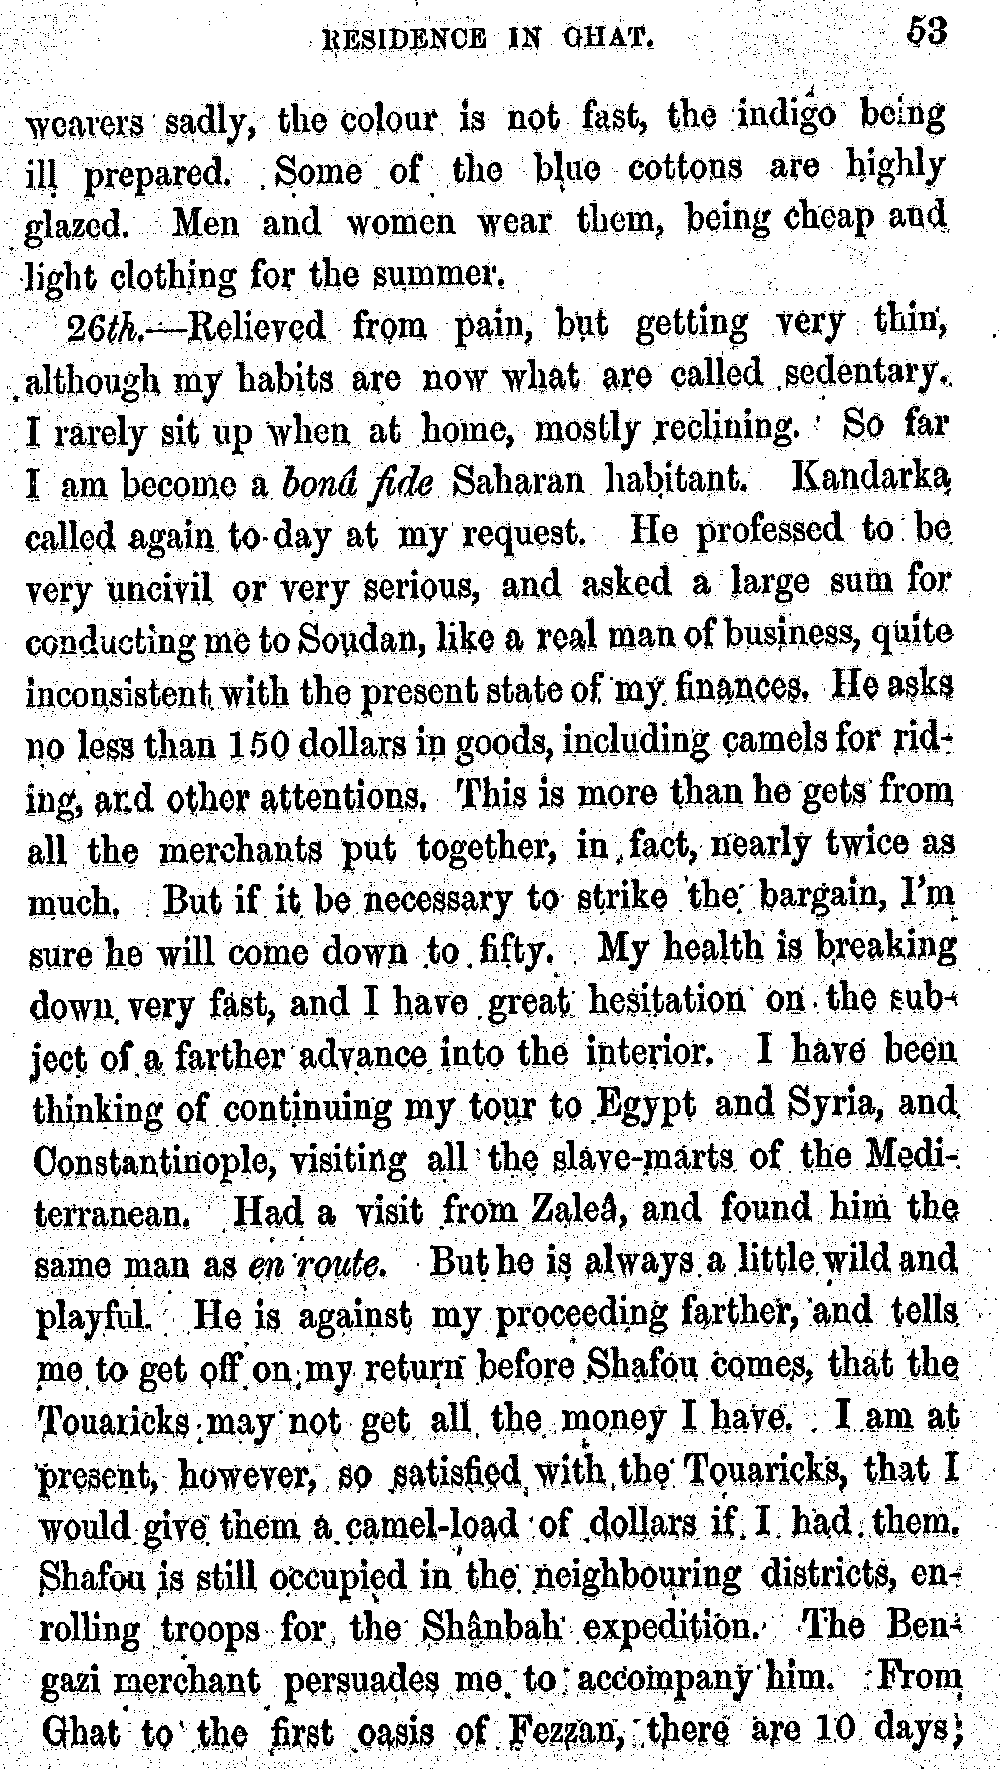 RESIDENCE IN GHAT. 53
wearers sadly, the colour is not fast, the indigo being
ill prepared. Some of the blue cottons are highly
glazed. Men and women wear them, being cheap and
light clothing for the summer.
26th.—Relieved from pain, but getting very thin,
although my habits are now what are called sedentary.
I rarely sit up when at home, mostly reclining. So far
I am become a bonâ fide Saharan habitant. Kandarka
called again to-day at my request. He professed to be
very uncivil or very serious, and asked a large sum for
conducting me to Soudan, like a real man of business, quite
inconsistent with the present state of my finances. He asks
no less than 150 dollars in goods, including camels for rid-
ing, and other attentions. This is more than he gets from
all the merchants put together, in fact, nearly twice as
much. But if it be necessary to strike the bargain, I'm
sure he will come down to fifty. My health is breaking
down very fast, and I have great hesitation on the sub-
ject of a farther advance into the interior. I have been
thinking of continuing my tour to Egypt and Syria, and
Constantinople, visiting all the slave-marts of the Medi-
terranean. Had a visit from Zaleâ, and found him the
same man as en route. But he is always a little wild and
playful. He is against my proceeding farther, and tells
me to get off on my return before Shafou comes, that the
Touaricks may not get all the money I have. I am at
present, however, so satisfied with the Touaricks, that I
would give them a camel-load of dollars if I had them.
Shafou is still occupied in the neighbouring districts, en-
rolling troops for the Shânbah expedition. The Ben-
gazi merchant persuades me to accompany him. From
Ghat to the first oasis of Fezzan, there are 10 days;